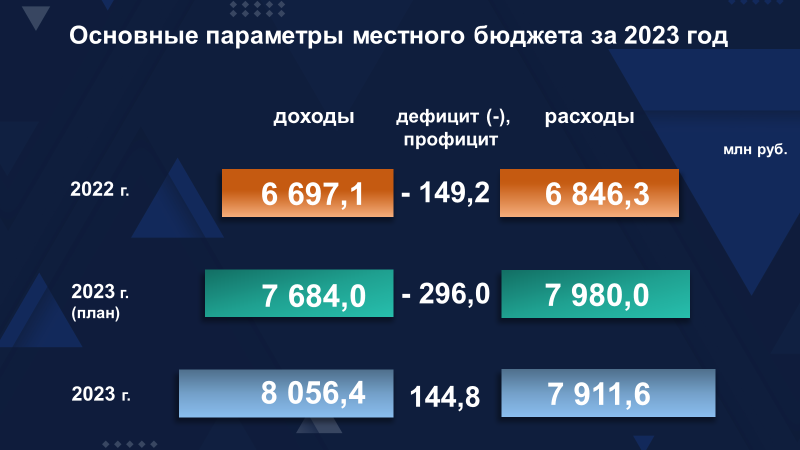 Основные параметры местного бюджета за 2023 год
доходы
дефицит (-),
профицит
расходы
млн руб.
2022 г.
6 697,1
- 149,2
6 846,3
2023 г.
(план)
7 684,0
- 296,0
7 980,0
2023 г.
8 056,4
144,8
7 911,6